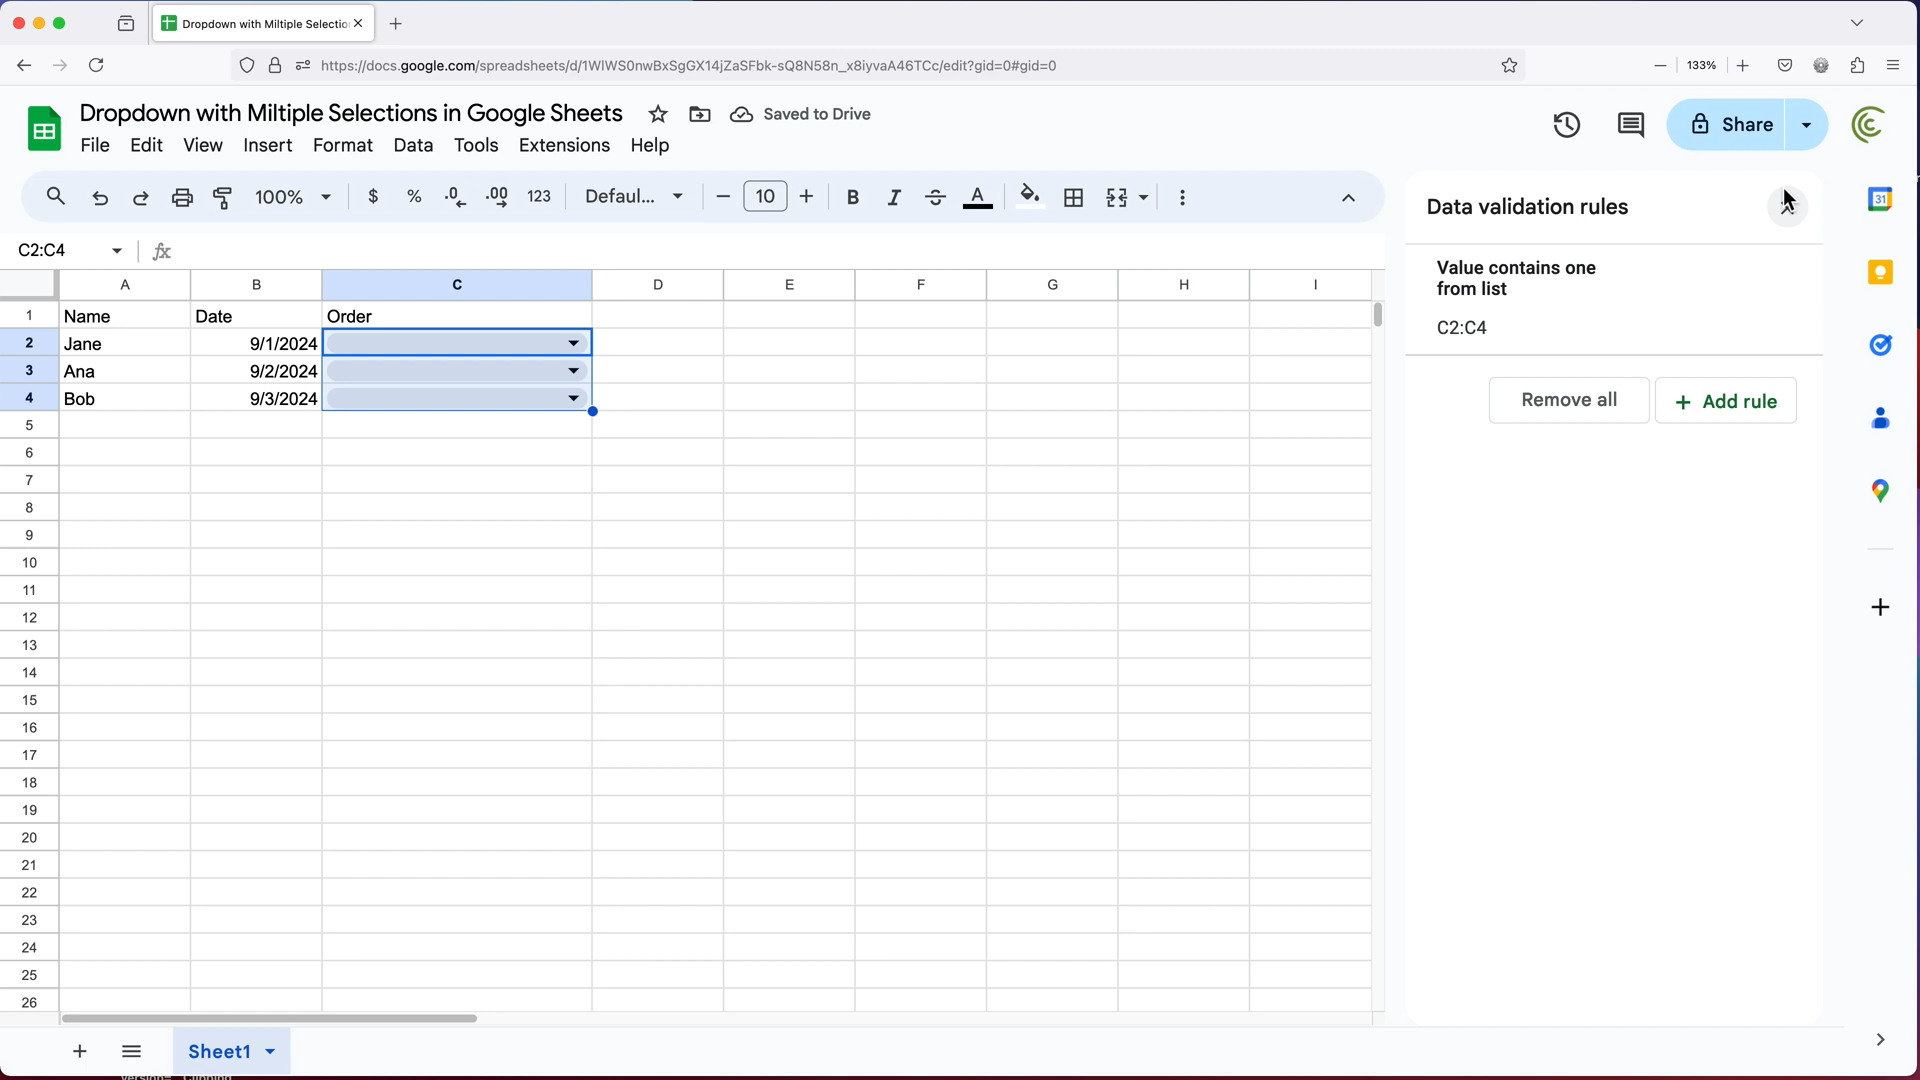 Dropdown with Miltiple Selectio
https://docs.google.com/spreadsheets/d/1WIWS0nwBxSgGX14jZaSFbk-sQ8N58n_x8iyvaA46TCc/edit?gid=0#gid=0
133%
Dropdown with Miltiple Selections in Google Sheets
Saved to Drive
File Edit View Insert Format Data Tools Extensions Help
Share
100% $ % .0 .00 123 Defaul... 10 B I S A
Data validation rules
31
C2:C4
fx
Value contains one
from list
C2:C4
Remove all
+ Add rule
A B C D E F G H I
1 Name Date Order
2 Jane 9/1/2024
3 Ana 9/2/2024
4 Bob 9/3/2024
5
6
7
8
9
10
11
12
13
14
15
16
17
18
19
20
21
22
23
24
25
26
Sheet1